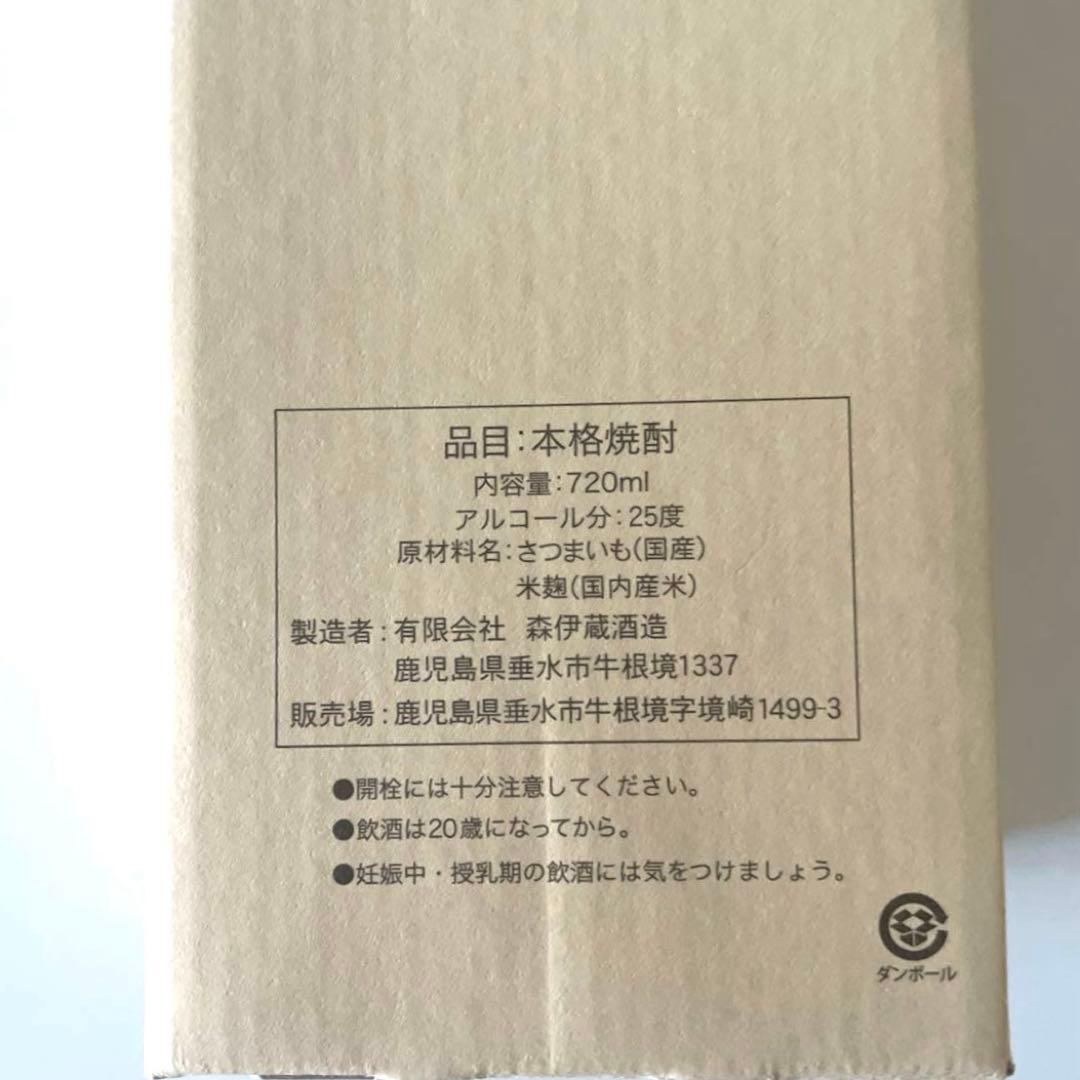 品目:本格焼酎
内容量:720ml
アルコール分:25度
原材料名:さつまいも(国産)
米麹(国内産米)
製造者:有限会社 森伊蔵酒造
鹿児島県垂水市牛根境1337
販売場:鹿児島県垂水市牛根境字境崎1499-3
●開栓には十分注意してください。
●飲酒は20歳になってから。
●妊娠中・授乳期の飲酒には気をつけましょう。
ダンボール